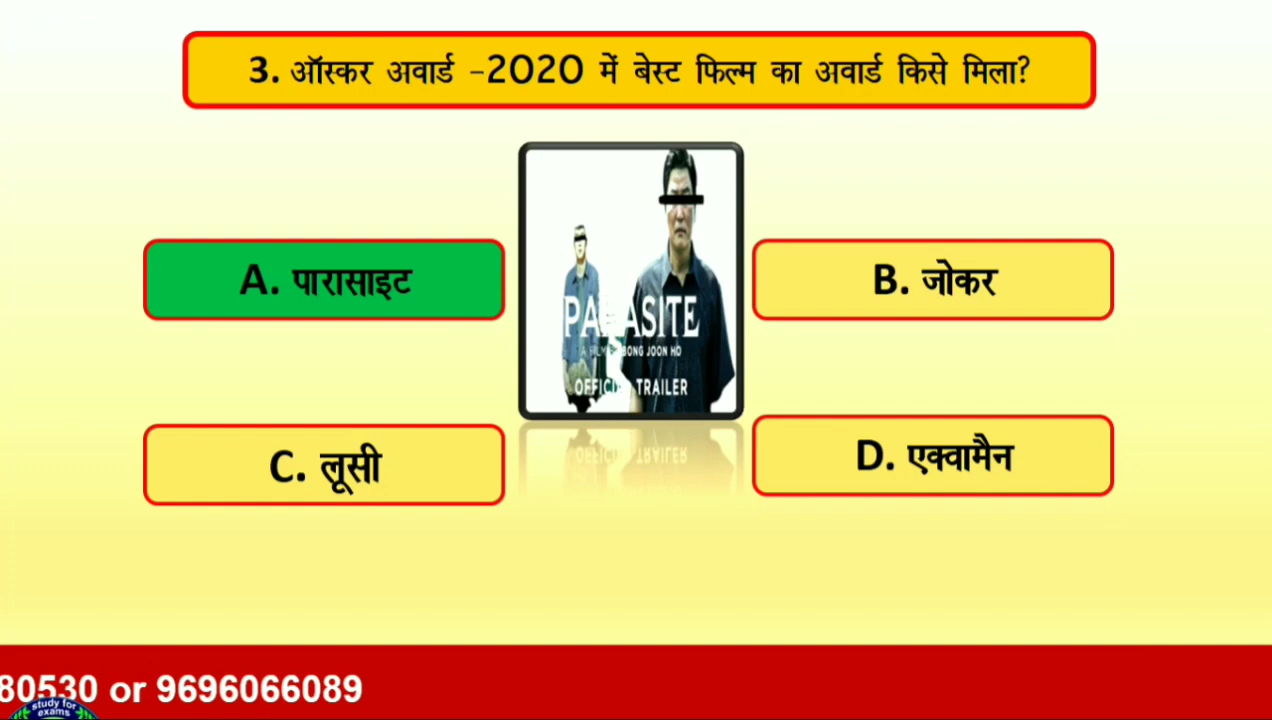 3. ऑस्कर अवार्ड -2020 में बेस्ट फिल्म का अवार्ड किसे मिला?
A. पारासाइट
B. जोकर
PARASITE
A FILM BONG JOON HO
TRAILER
C. लूसी
D. एक्वामैन
80530 or 9696066089
study for
exams